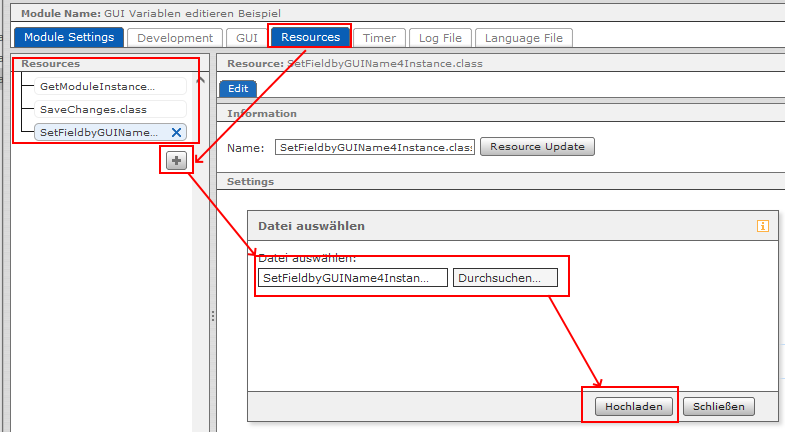 Module Name: GUI Variablen editieren Beispiel
Module Settings Development GUI Resources Timer Log File Language File
Resources
GetModuleInstance...
SaveChanges.class
SetFieldbyGUIName...
Resource: SetFieldbyGUIName4Instance.class
Edit
Information
Name: SetFieldbyGUIName4Instance.class Resource Update
Settings
Datei auswählen
Datei auswählen:
SetFieldbyGUIName4Instan... Durchsuchen...
Hochladen Schließen